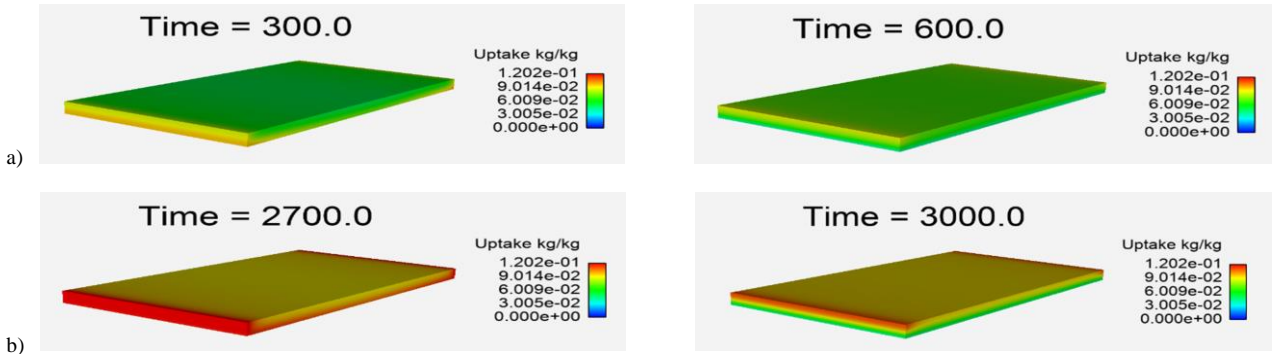 Time = 300.0
Uptake kg/kg
1.202e-01
9.014e-02
6.009e-02
3.005e-02
0.000e+00
Time = 600.0
Uptake kg/kg
1.202e-01
9.014e-02
6.009e-02
3.005e-02
0.000e+00
a)
Time = 2700.0
Uptake kg/kg
1.202e-01
9.014e-02
6.009e-02
3.005e-02
0.000e+00
Time = 3000.0
Uptake kg/kg
1.202e-01
9.014e-02
6.009e-02
3.005e-02
0.000e+00
b)